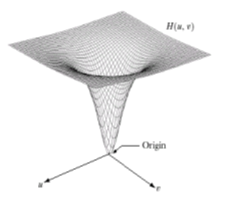 H(u, v)
Origin
u
v